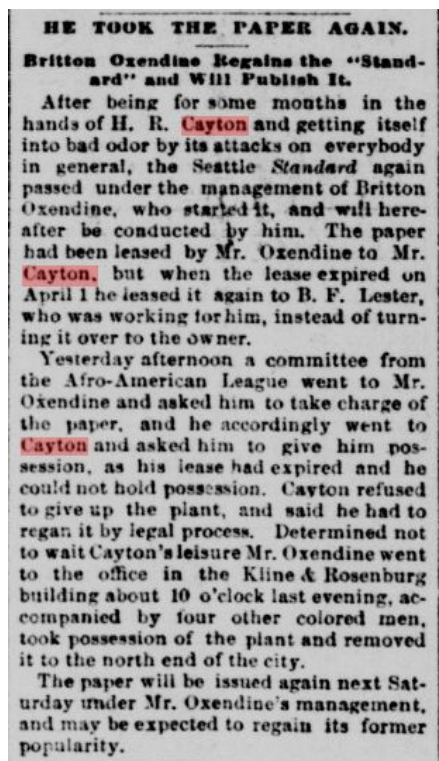 HE TOOK THE PAPER AGAIN.
Britton Oxendine Regains the "Stand-
ard" and Will Publish It.
After being for some months in the
hands of H. R. Cayton and getting itself
into bad odor by its attacks on everybody
in general, the Seattle Standard again
passed under the management of Britton
Oxendine, who started it, and will here-
after be conducted by him. The paper
had been leased by Mr. Oxendine to Mr.
Cayton, but when the lease expired on
April 1 he leased it again to B. F. Lester,
who was working for him, instead of turn-
ing it over to the owner.
Yesterday afternoon a committee from
the Afro-American League went to Mr.
Oxendine and asked him to take charge of
the paper, and he accordingly went to
Cayton and asked him to give him pos-
session, as his lease had expired and he
could not hold possession. Cayton refused
to give up the plant, and said he had to
regain it by legal process. Determined not
to wait Cayton's leisure Mr. Oxendine went
to the office in the Kline & Rosenburg
building about 10 o'clock last evening, ac-
companied by four other colored men,
took possession of the plant and removed
it to the north end of the city.
The paper will be issued again next Sat-
urday under Mr. Oxendine's management,
and may be expected to regain its former
popularity.